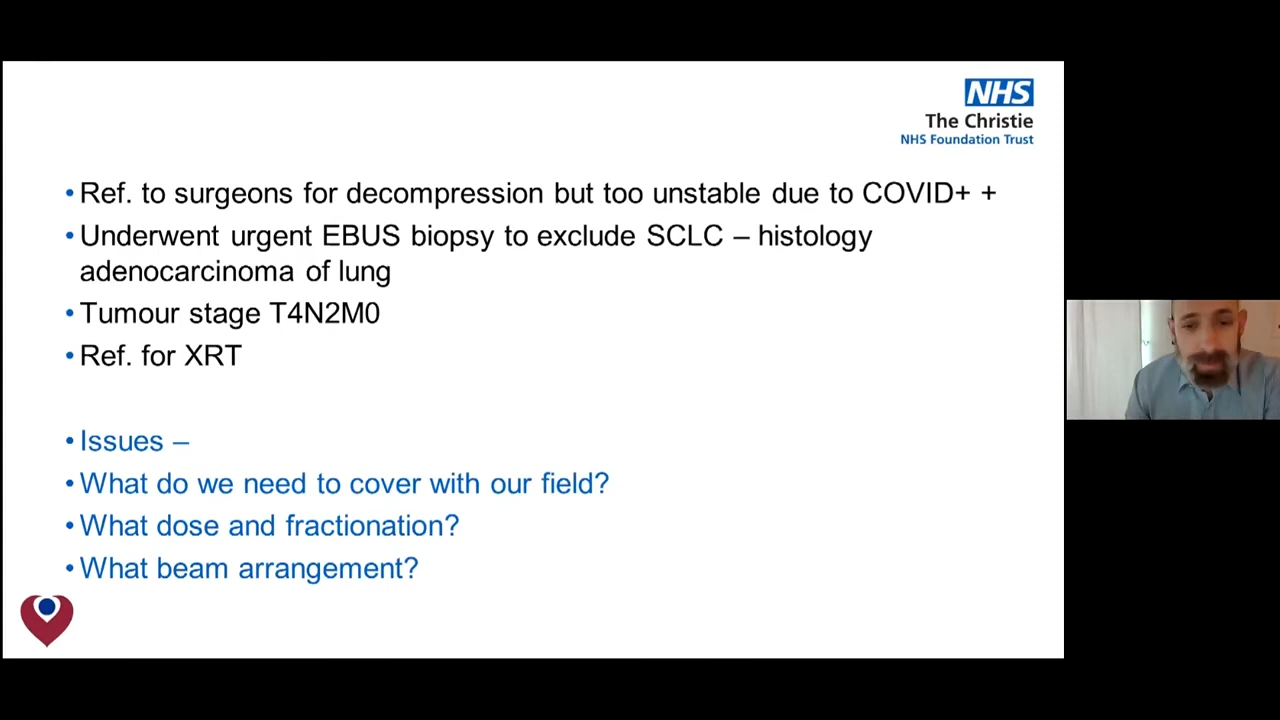 NHS
The Christie
NHS Foundation Trust
•Ref. to surgeons for decompression but too unstable due to COVID+ +
•Underwent urgent EBUS biopsy to exclude SCLC – histology
adenocarcinoma of lung
•Tumour stage T4N2M0
•Ref. for XRT
•Issues –
•What do we need to cover with our field?
•What dose and fractionation?
•What beam arrangement?